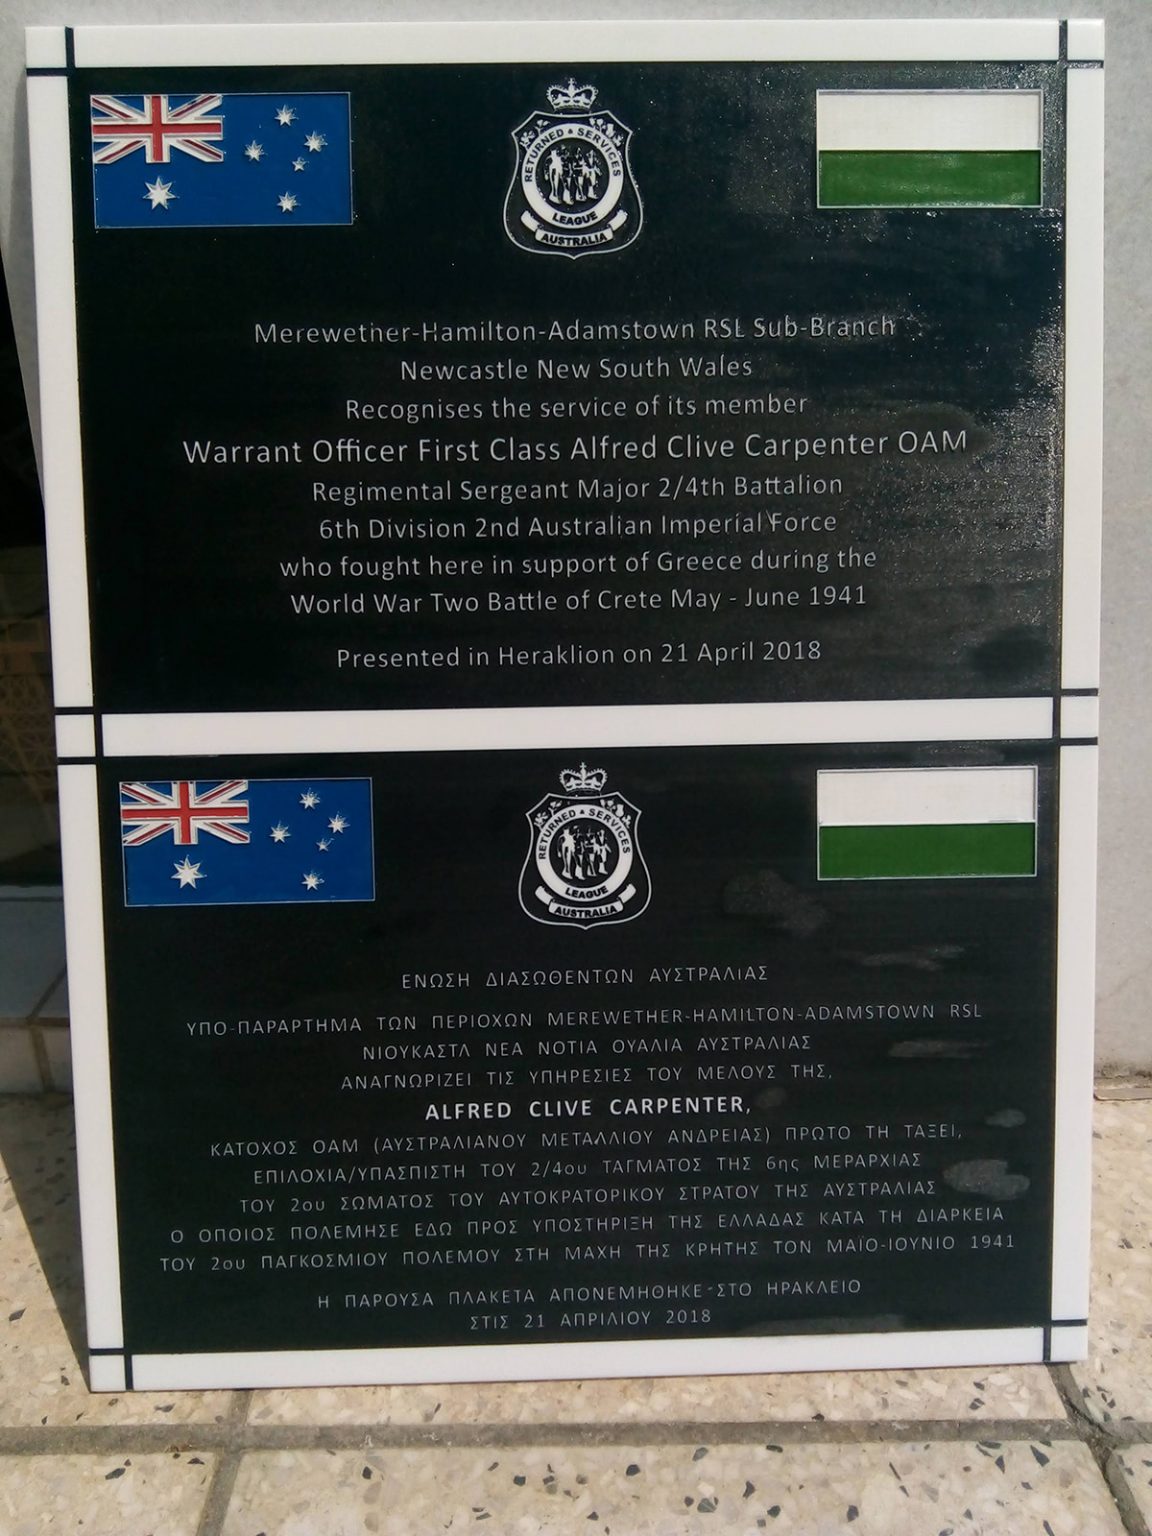 RETURNED SERVICES
LEAGUE
AUSTRALIA
Merewether-Hamilton-Adamstown RSL Sub-Branch
Newcastle New South Wales
Recognises the service of its member
Warrant Officer First Class Alfred Clive Carpenter OAM
Regimental Sergeant Major 2/4th Battalion
6th Division 2nd Australian Imperial Force
who fought here in support of Greece during the
World War Two Battle of Crete May - June 1941
Presented in Heraklion on 21 April 2018
RETURNED SERVICES
LEAGUE
AUSTRALIA
ΕΝΩΣΗ ΔΙΑΣΩΘΕΝΤΩΝ ΑΥΣΤΡΑΛιΑΣ
ΥΠΟ-ΠΑΡΑΡΤΗΜΑ ΤΩΝ ΠΕΡΙΟΧΩΝ MEREWETHER-HAMILTON-ADAMSTOWN RSL
ΝΙΟΥΚΑΣΤΛ ΝΕΑ ΝΟΤΙΑ ΟΥΑΛΙΑ ΑΥΣΤΡΑΛΙΑΣ
ΑΝΑΓΝΩΡΙΖΕΙ ΤΙΣ ΥΠΗΡΕΣΙΕΣ ΤΟΥ ΜΕΛΟΥΣ ΤΗΣ,
ALFRED CLIVE CARPENTER,
ΚΑΤΟΧΟΣ ΟΑΜ (ΑΥΣΤΡΑΛΙΑΝΟΥ ΜΕΤΑΛΛΙΟΥ ΑΝΔΡΕΙΑΣ) ΠΡΩΤΟ ΤΗ ΤΑΞΕΙ,
ΕΠΙΛΟΧΙΑ/ΥΠΑΣΠΙΣΤΗ ΤΟΥ 2/4ου ΤΑΓΜΑΤΟΣ ΤΗΣ 6ης ΜΕΡΑΡΧΙΑΣ
ΤΟΥ 2ου ΣΩΜΑΤΟΣ ΤΟΥ ΑΥΤΟΚΡΑΤΟΡΙΚΟΥ ΣΤΡΑΤΟΥ ΤΗΣ ΑΥΣΤΡΑΛΙΑΣ
Ο ΟΠΟΙΟΣ ΠΟΛΕΜΗΣΕ ΕΔΩ ΠΡΟΣ ΥΠΟΣΤΗΡΙΞΗ ΤΗΣ ΕΛΛΑΔΑΣ ΚΑΤΑ ΤΗ ΔΙΑΡΚΕΙΑ
ΤΟΥ 2ου ΠΑΓΚΟΣΜΙΟΥ ΠΟΛΕΜΟΥ ΣΤΗ ΜΑΧΗ ΤΗΣ ΚΡΗΤΗΣ ΤΟΝ ΜΑΪΟ-ΙΟΥΝΙΟ 1941
Η ΠΑΡΟΥΣΑ ΠΛΑΚΕΤΑ ΑΠΟΝΕΜΗΘΗΚΕ ΣΤΟ ΗΡΑΚΛΕΙΟ
ΣΤΙΣ 21 ΑΠΡΙΛΙΟΥ 2018